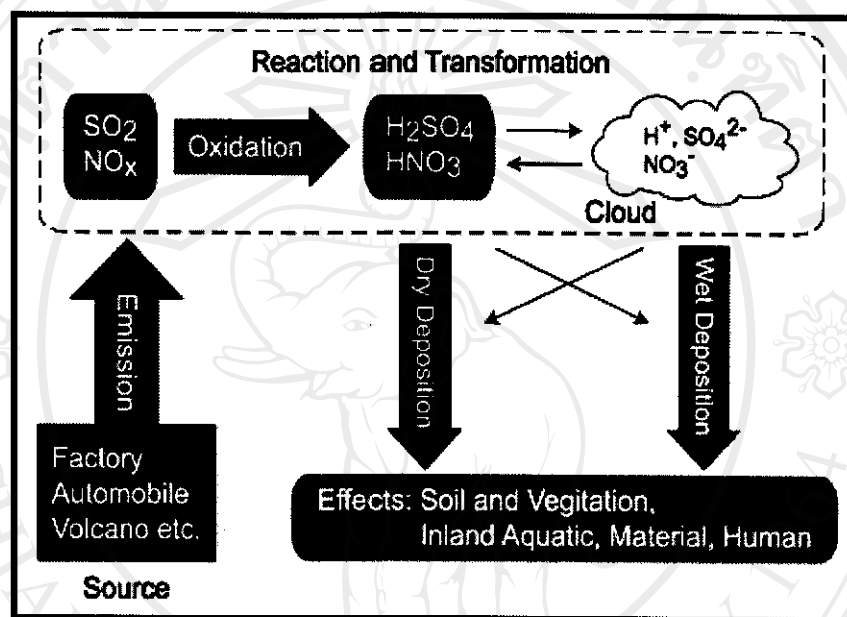 Reaction and Transformation
SO₂
NOx
Oxidation
H₂SO₄
HNO₃
H⁺, SO₄²⁻
NO₃⁻
Cloud
Emission
Dry Deposition
Wet Deposition
Factory
Automobile
Volcano etc.
Source
Effects: Soil and Vegitation,
Inland Aquatic, Material, Human